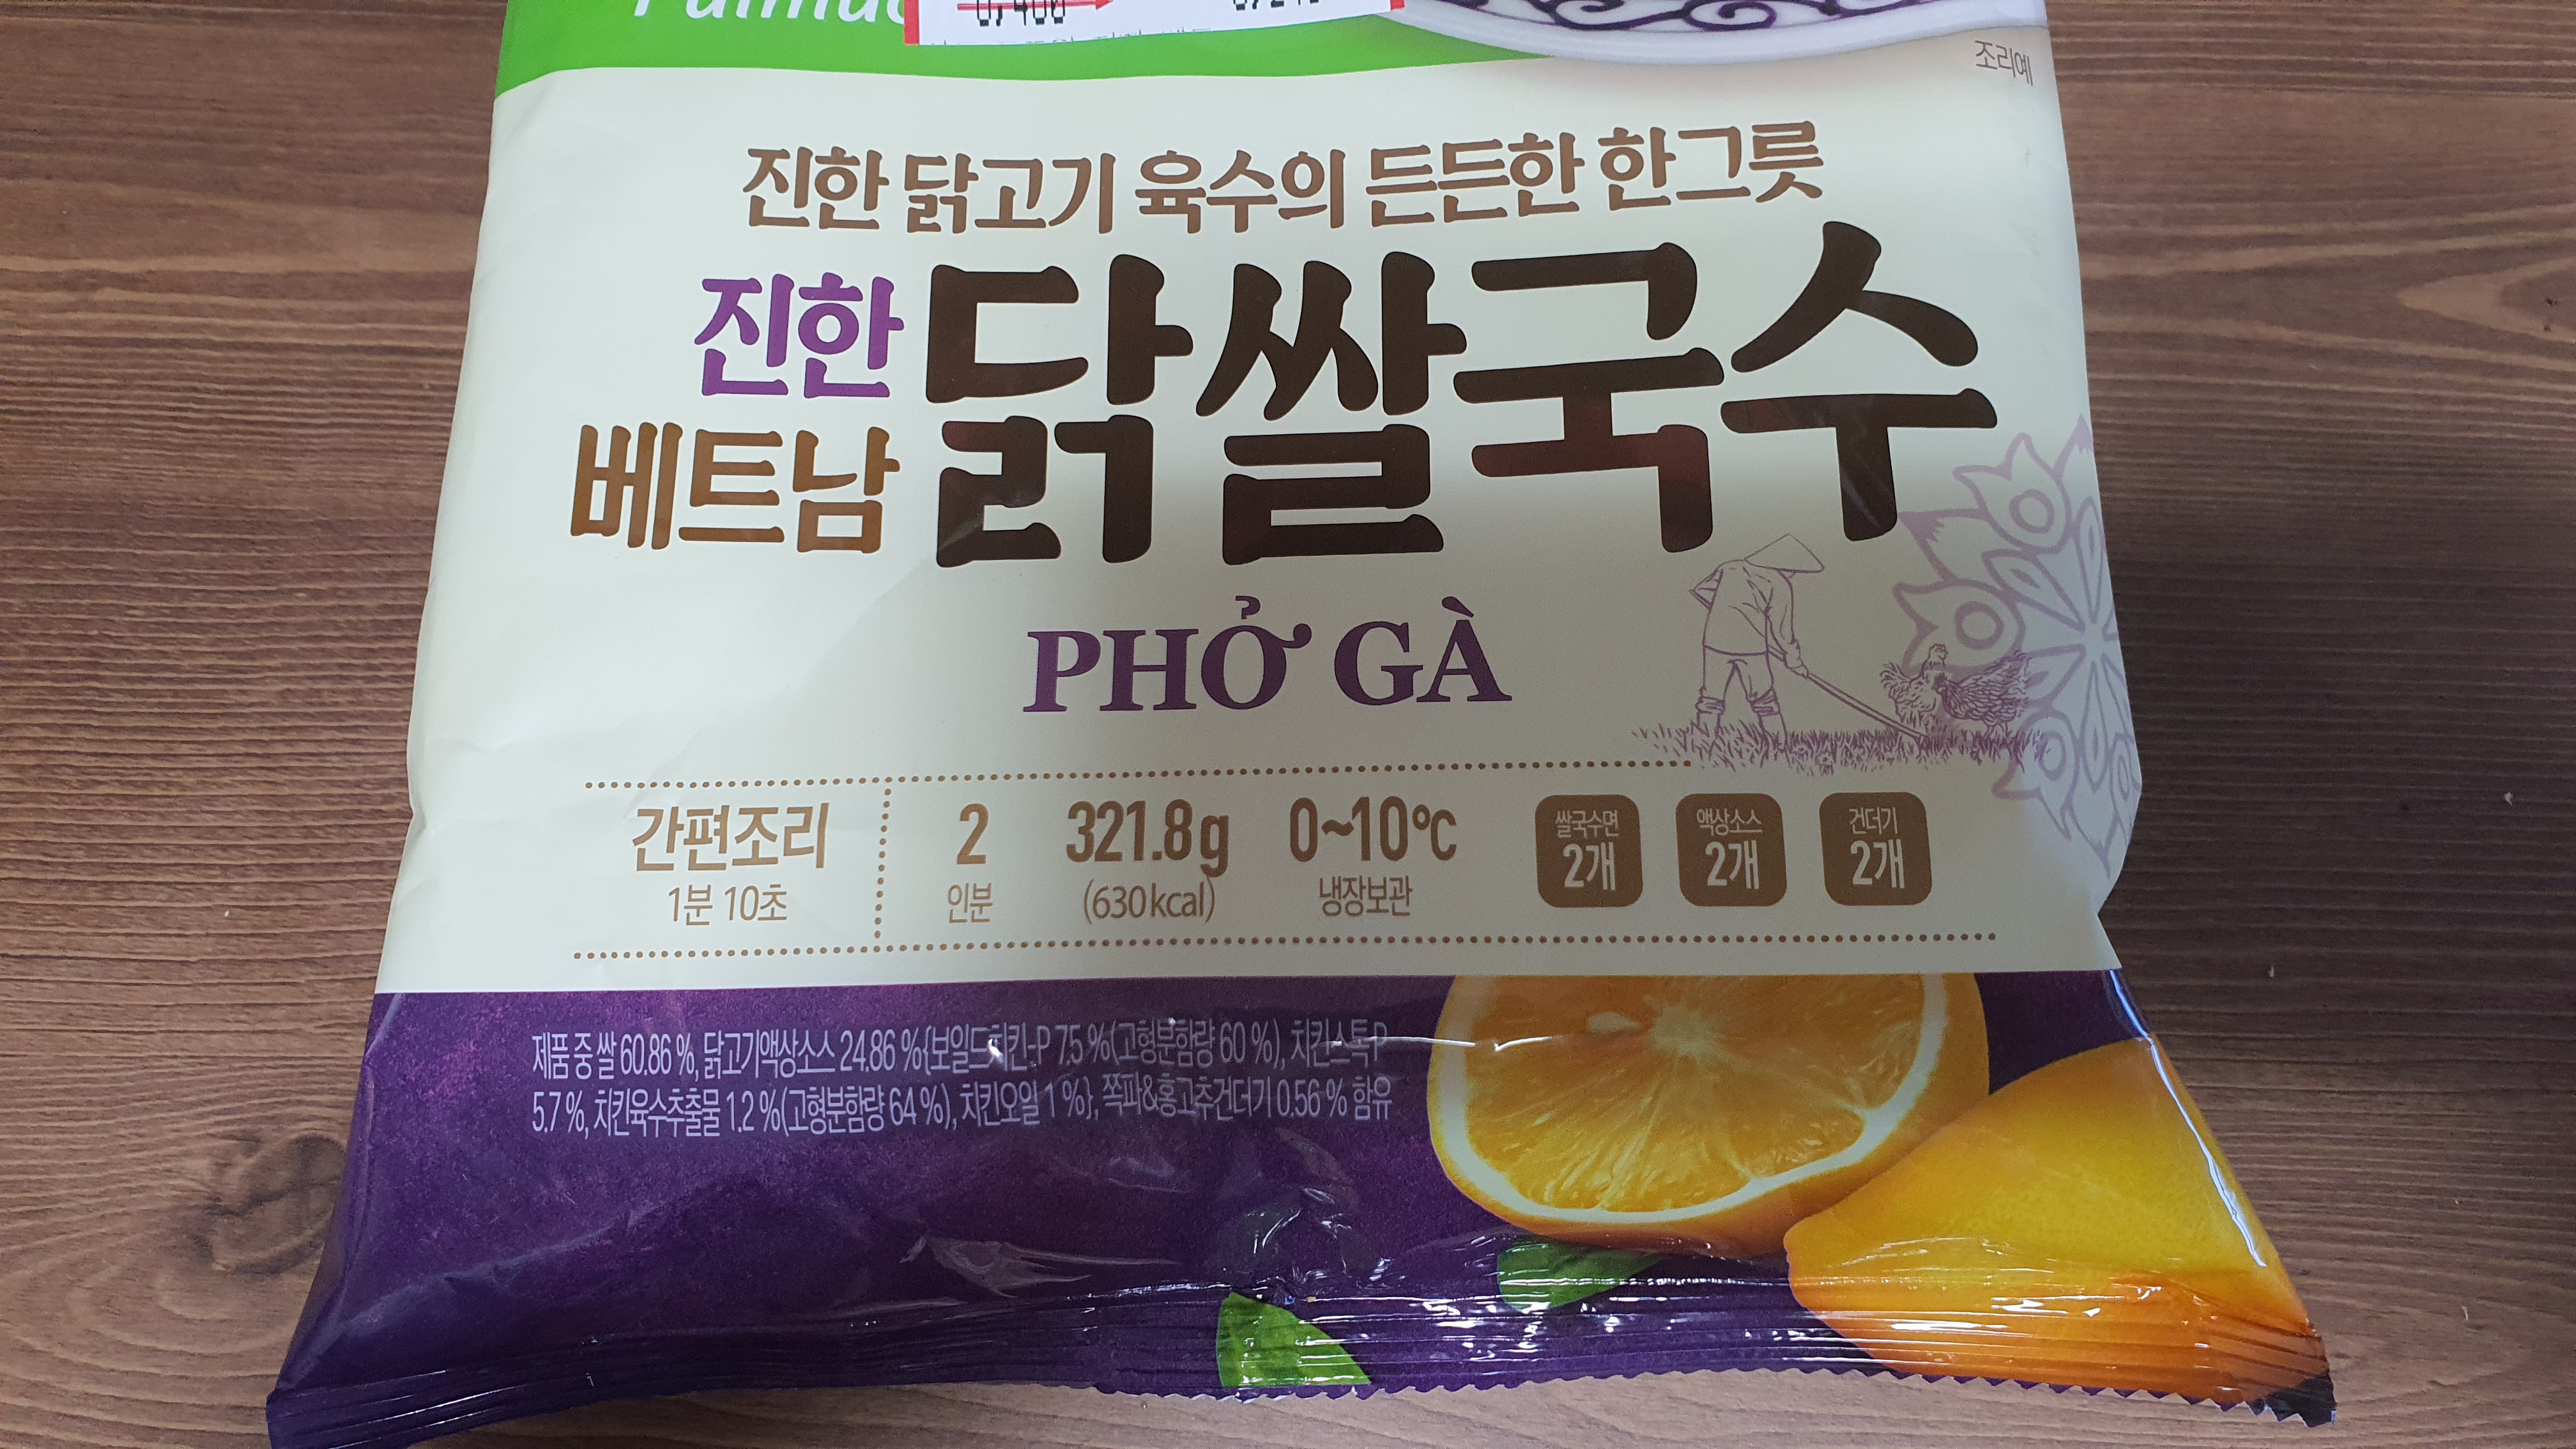 조리예
진한 닭고기 육수의 든든한 한그릇
진한 닭쌀국수
베트남
PHỞ GÀ
간편조리
1분 10초
2
인분
321.8g
(630kcal)
0~10℃
냉장보관
쌀국수면
2개
액상소스
2개
건더기
2개
제품 중 쌀 60.86 %, 닭고기액상소스 24.86 %{보일드치킨-P 7.5 %(고형분함량 60 %), 치킨스톡P
5.7 %, 치킨육수추출물 1.2 %(고형분함량 64 %), 치킨오일 1 %}, 쪽파&홍고추건더기 0.56 % 함유